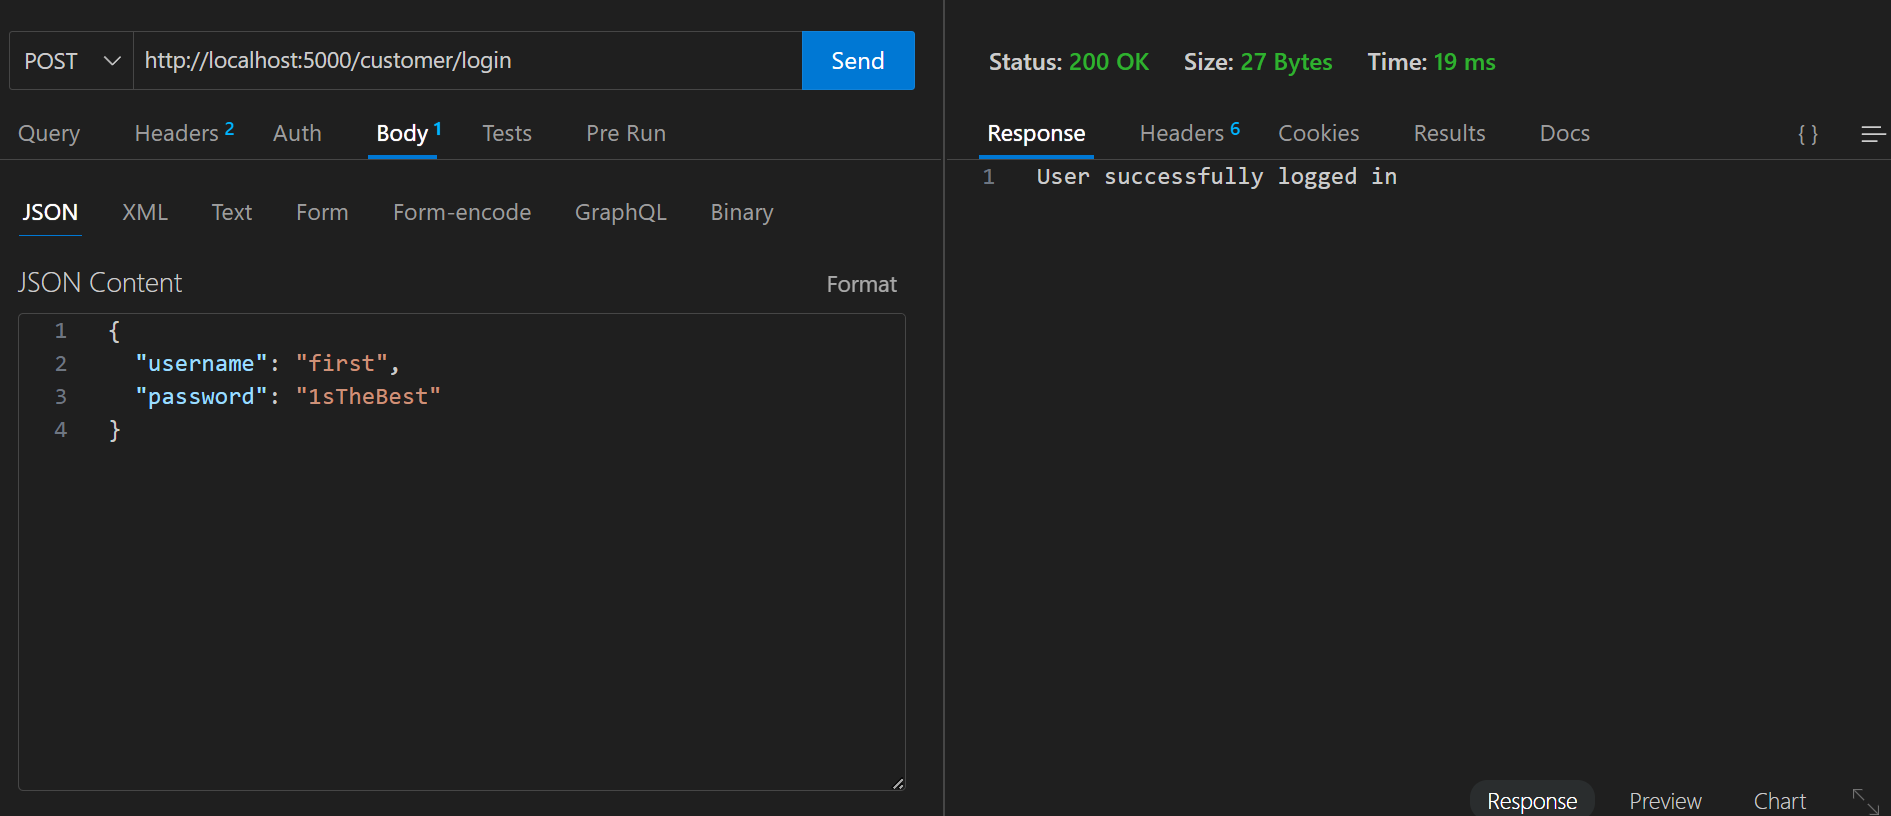 POST http://localhost:5000/customer/login Send
Query Headers 2 Auth Body 1 Tests Pre Run
JSON XML Text Form Form-encode GraphQL Binary
JSON Content Format
1 {
2 "username": "first",
3 "password": "1sTheBest"
4 }
Status: 200 OK Size: 27 Bytes Time: 19 ms
Response Headers 6 Cookies Results Docs { }
1 User successfully logged in
Response Preview Chart